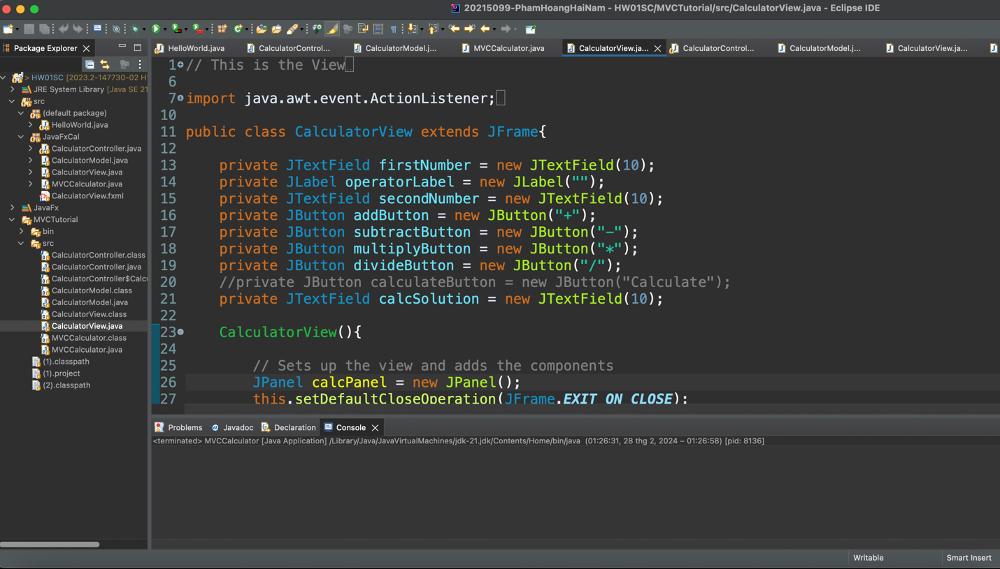 20215099-PhamHoangHaiNam - HW01SC/MVCTutorial/src/CalculatorView.java - Eclipse IDE
Package Explorer
HelloWorld.java
CalculatorControl...
CalculatorModel.j...
MVCCalculator.java
CalculatorView.ja...
CalculatorControl...
CalculatorModel.j...
CalculatorView.ja...
> HW01SC [2023.2-147730-02 H
JRE System Library [Java SE 21
src
(default package)
HelloWorld.java
JavaFxCal
CalculatorController.java
CalculatorModel.java
CalculatorView.java
MVCCalculator.java
CalculatorView.fxml
JavaFx
MVCTutorial
bin
src
CalculatorController.class
CalculatorController.java
CalculatorController$Calcu
CalculatorModel.class
CalculatorModel.java
CalculatorView.class
CalculatorView.java
MVCCalculator.class
MVCCalculator.java
(1).classpath
(1).project
(2).classpath
1 // This is the View
6
7 import java.awt.event.ActionListener;
10
11 public class CalculatorView extends JFrame{
12
13 private JTextField firstNumber = new JTextField(10);
14 private JLabel operatorLabel = new JLabel("");
15 private JTextField secondNumber = new JTextField(10);
16 private JButton addButton = new JButton("+");
17 private JButton subtractButton = new JButton("-");
18 private JButton multiplyButton = new JButton("*");
19 private JButton divideButton = new JButton("/");
20 //private JButton calculateButton = new JButton("Calculate");
21 private JTextField calcSolution = new JTextField(10);
22
23 CalculatorView(){
24
25 // Sets up the view and adds the components
26 JPanel calcPanel = new JPanel();
27 this.setDefaultCloseOperation(JFrame.EXIT_ON_CLOSE);
Problems
Javadoc
Declaration
Console
<terminated> MVCCalculator [Java Application] /Library/Java/JavaVirtualMachines/jdk-21.jdk/Contents/Home/bin/java (01:26:31, 28 thg 2, 2024 – 01:26:58) [pid: 8136]
Writable
Smart Insert